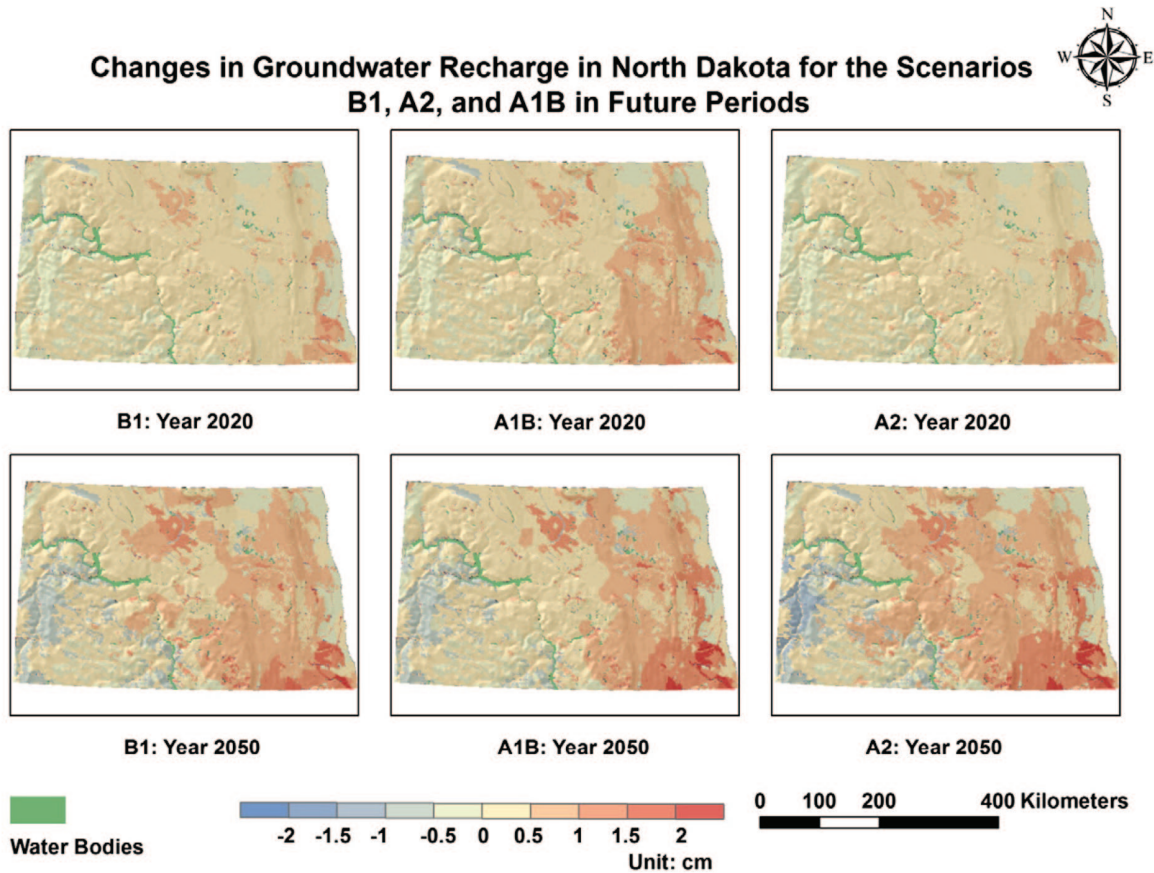 N
W E
S
Changes in Groundwater Recharge in North Dakota for the Scenarios
B1, A2, and A1B in Future Periods
B1: Year 2020
A1B: Year 2020
A2: Year 2020
B1: Year 2050
A1B: Year 2050
A2: Year 2050
Water Bodies
-2 -1.5 -1 -0.5 0 0.5 1 1.5 2
Unit: cm
0 100 200 400 Kilometers